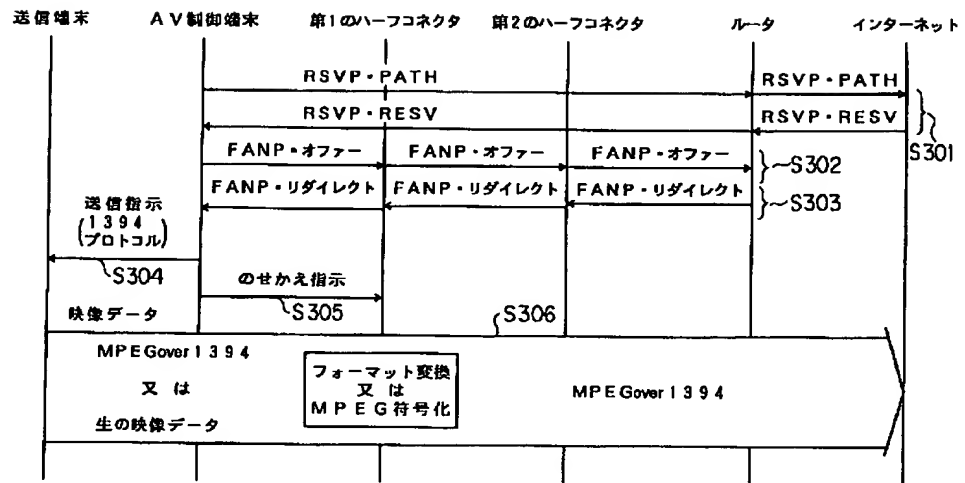 送信端末 AV制御端末 第1のハーフコネクタ 第2のハーフコネクタ ルータ インターネット
RSVP・PATH RSVP・PATH
RSVP・RESV RSVP・RESV
S301
FANP・オファー FANP・オファー FANP・オファー S302
FANP・リダイレクト FANP・リダイレクト FANP・リダイレクト S303
送信指示
(1394
プロトコル)
S304
のせかえ指示
S305
映像データ S306
MPEGover1394
又は
生の映像データ
フォーマット変換
又は
MPEG符号化
MPEGover1394